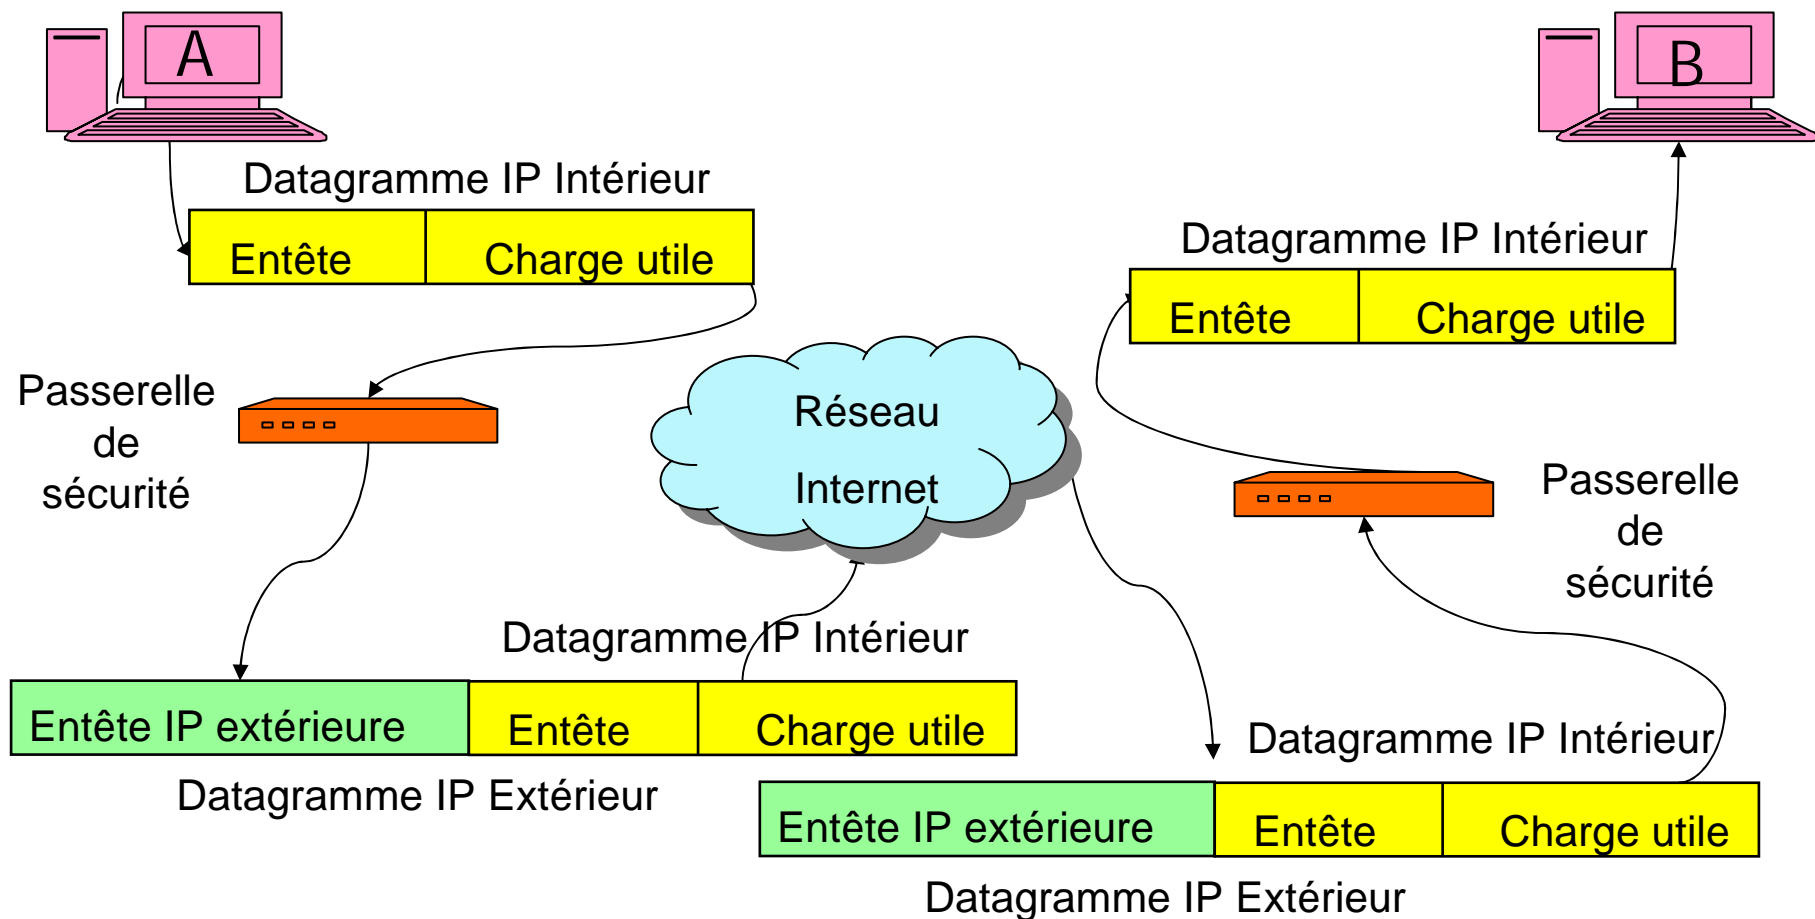 A
B
Datagramme IP Intérieur
Entête Charge utile
Datagramme IP Intérieur
Entête Charge utile
Passerelle
de
sécurité
Réseau
Internet
Passerelle
de
sécurité
Datagramme IP Intérieur
Entête IP extérieure Entête Charge utile
Datagramme IP Extérieur
Datagramme IP Intérieur
Entête IP extérieure Entête Charge utile
Datagramme IP Extérieur